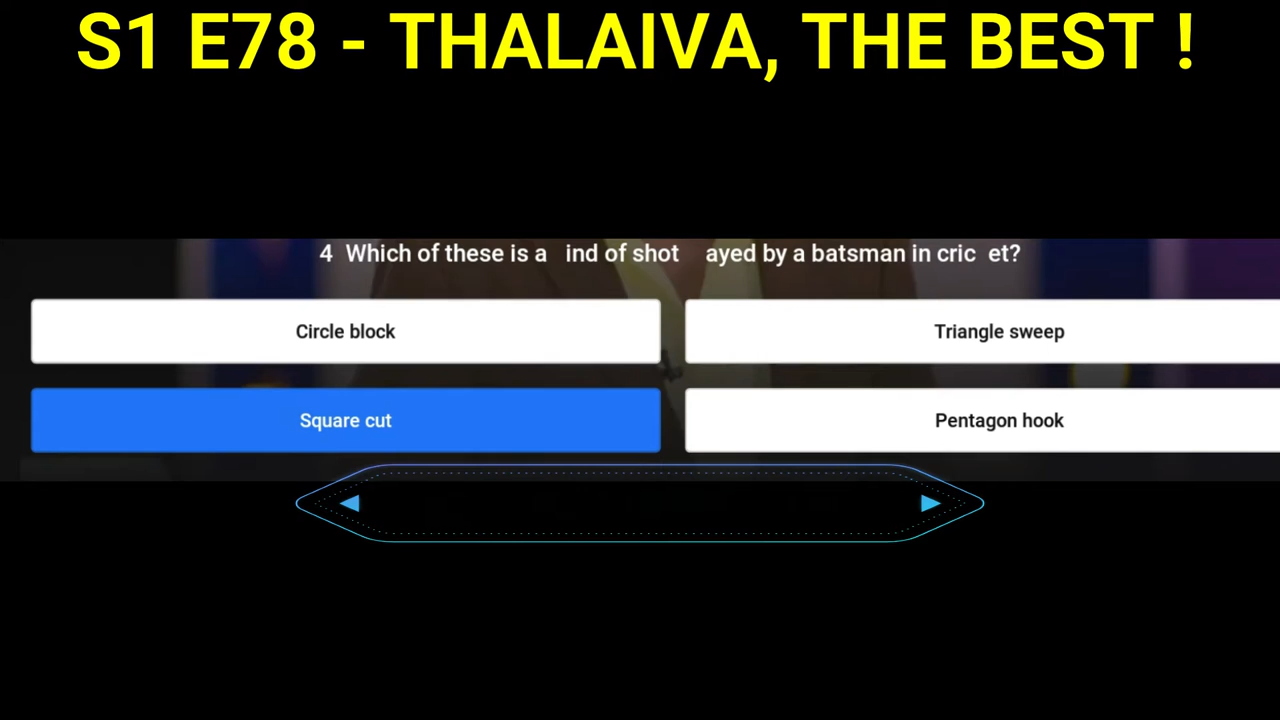 S1 E78 - THALAIVA, THE BEST !
4 Which of these is a ind of shot ayed by a batsman in cric et?
Circle block
Triangle sweep
Square cut
Pentagon hook